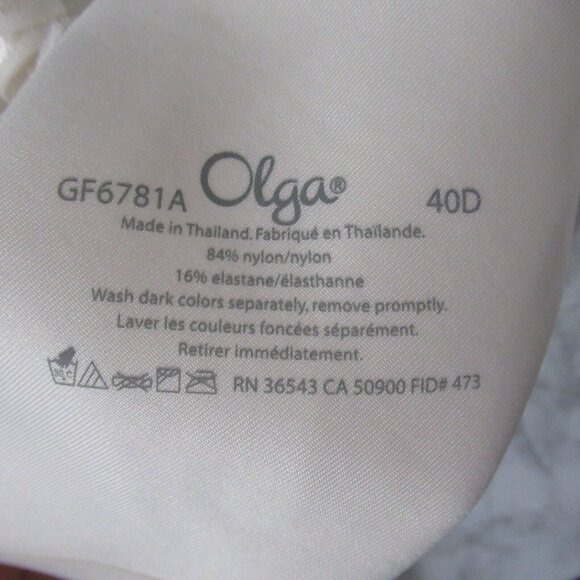 GF6781A Olga® 40D
Made in Thailand. Fabriqué en Thaïlande.
84% nylon/nylon
16% elastane/élasthanne
Wash dark colors separately, remove promptly.
Laver les couleurs foncées séparément.
Retirer immédiatement.
RN 36543 CA 50900 FID# 473